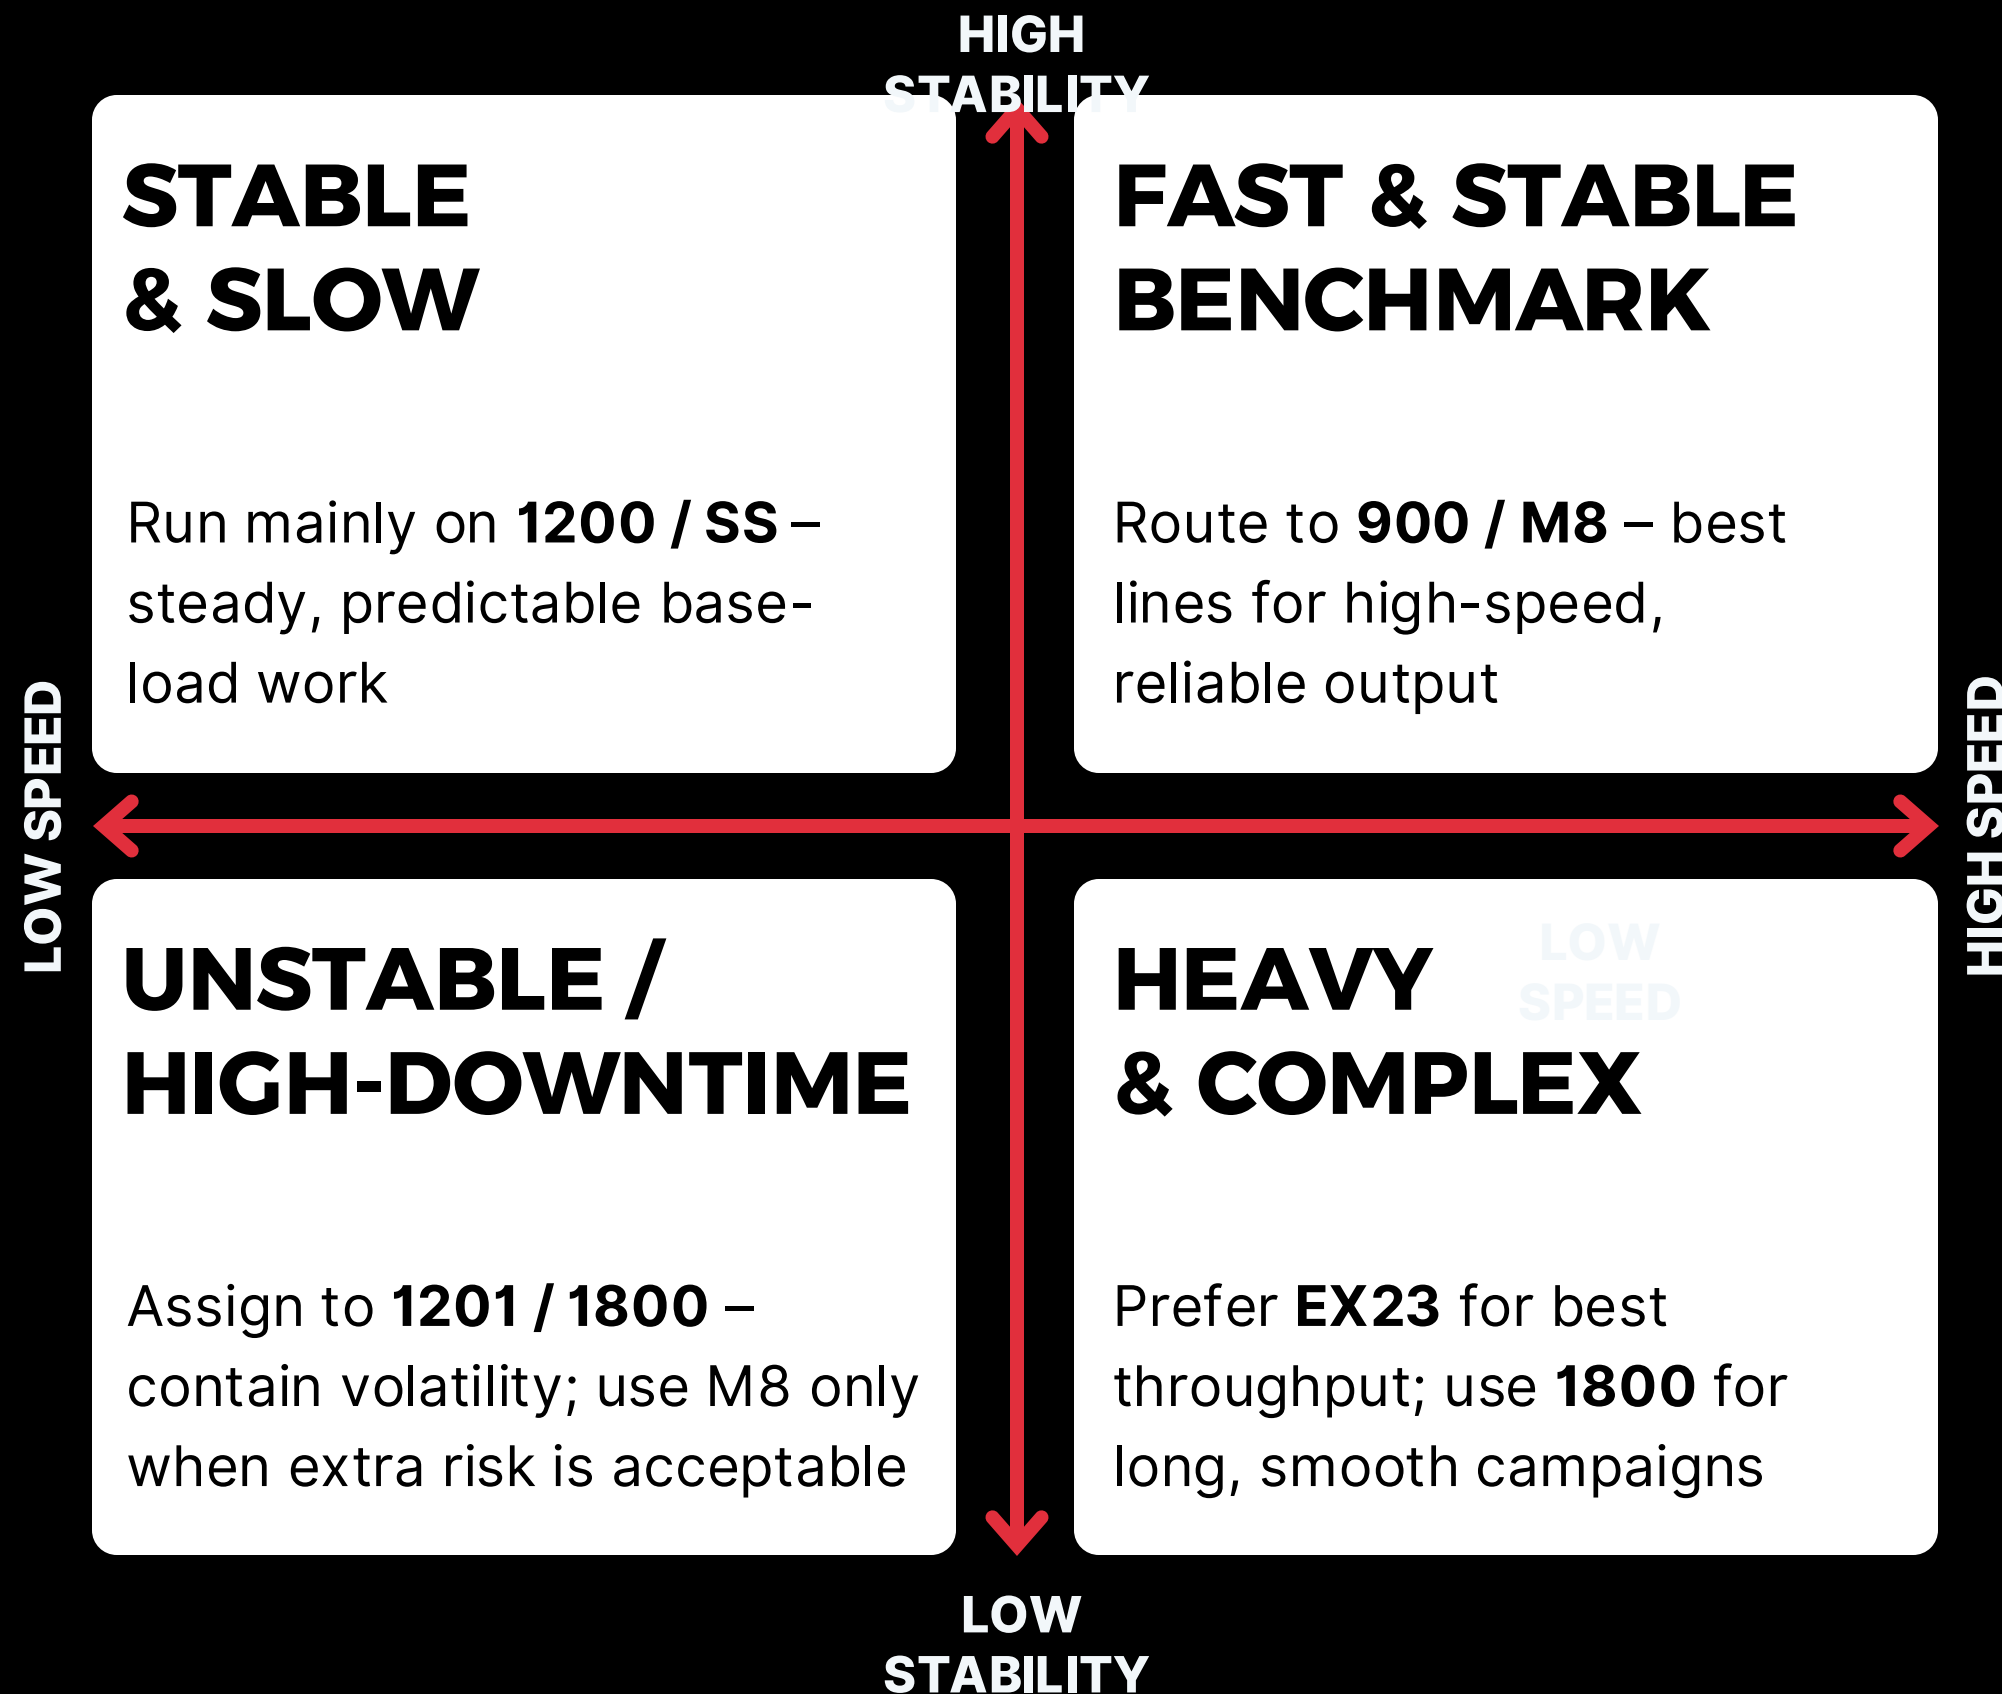 HIGH
STABILITY
STABLE
& SLOW
Run mainly on 1200 / SS –
steady, predictable base-
load work
FAST & STABLE
BENCHMARK
Route to 900 / M8 – best
lines for high-speed,
reliable output
LOW SPEED
HIGH SPEED
UNSTABLE /
HIGH-DOWNTIME
Assign to 1201 / 1800 –
contain volatility; use M8 only
when extra risk is acceptable
HEAVY
& COMPLEX
LOW
SPEED
Prefer EX23 for best
throughput; use 1800 for
long, smooth campaigns
LOW
STABILITY